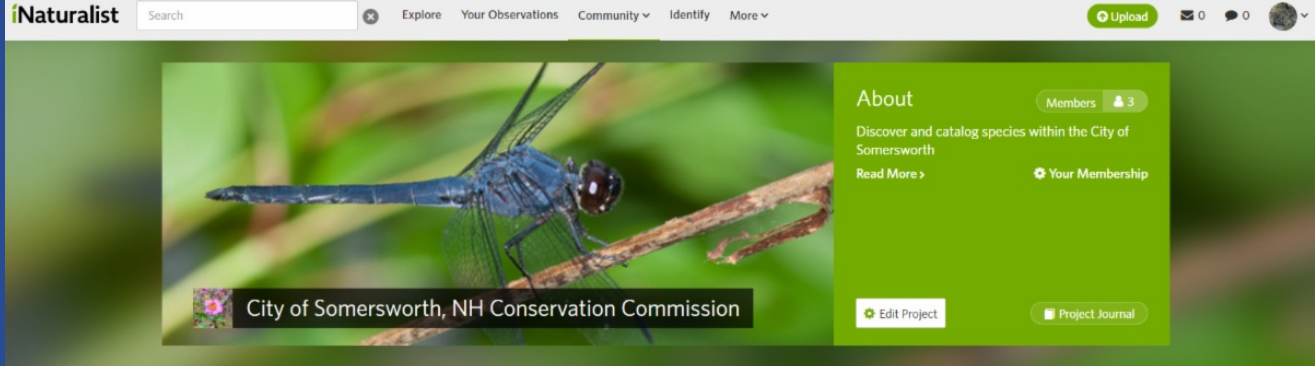 iNaturalist Search Explore Your Observations Community Identify More Upload 0 0
About Members 3
Discover and catalog species within the City of
Somersworth
Read More > Your Membership
City of Somersworth, NH Conservation Commission
Edit Project Project Journal